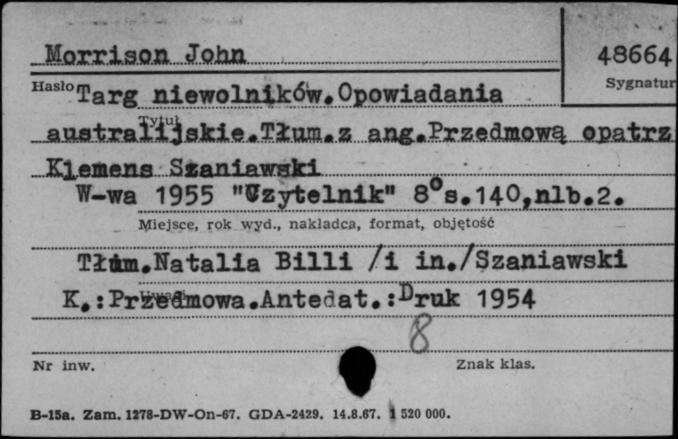 Morrison John
48664
Hasło
Sygnatur
Targ niewolników.Opowiadania
Tytuł
australijskie.Tłum.z ang.Przedmową opatrz
Klemens Szaniawski
W-wa 1955 "Czytelnik" 8°s.140,nlb.2.
Miejsce, rok wyd., nakładca, format, objętość
Tłum.Natalia Billi /i in./Szaniawski
Uwagi
K.:Przedmowa.Antedat.:Druk 1954
8
Nr inw.
Znak klas.
B-15a. Zam. 1278-DW-On-67. GDA-2429. 14.8.67. 1 520 000.